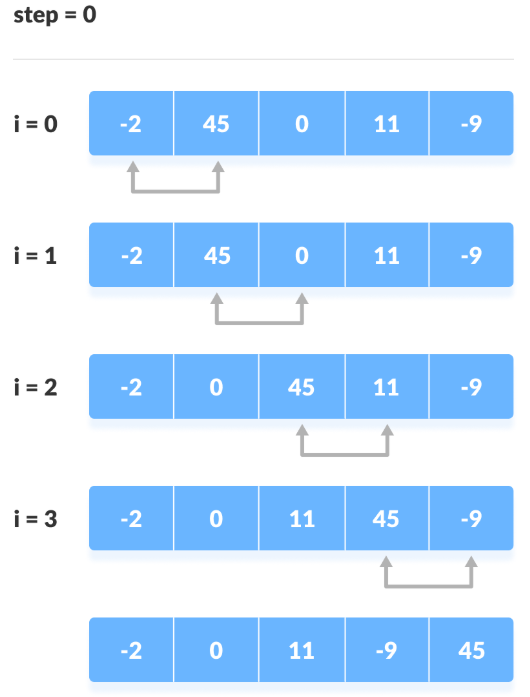 step = 0
i = 0 -2 45 0 11 -9
i = 1 -2 45 0 11 -9
i = 2 -2 0 45 11 -9
i = 3 -2 0 11 45 -9
-2 0 11 -9 45